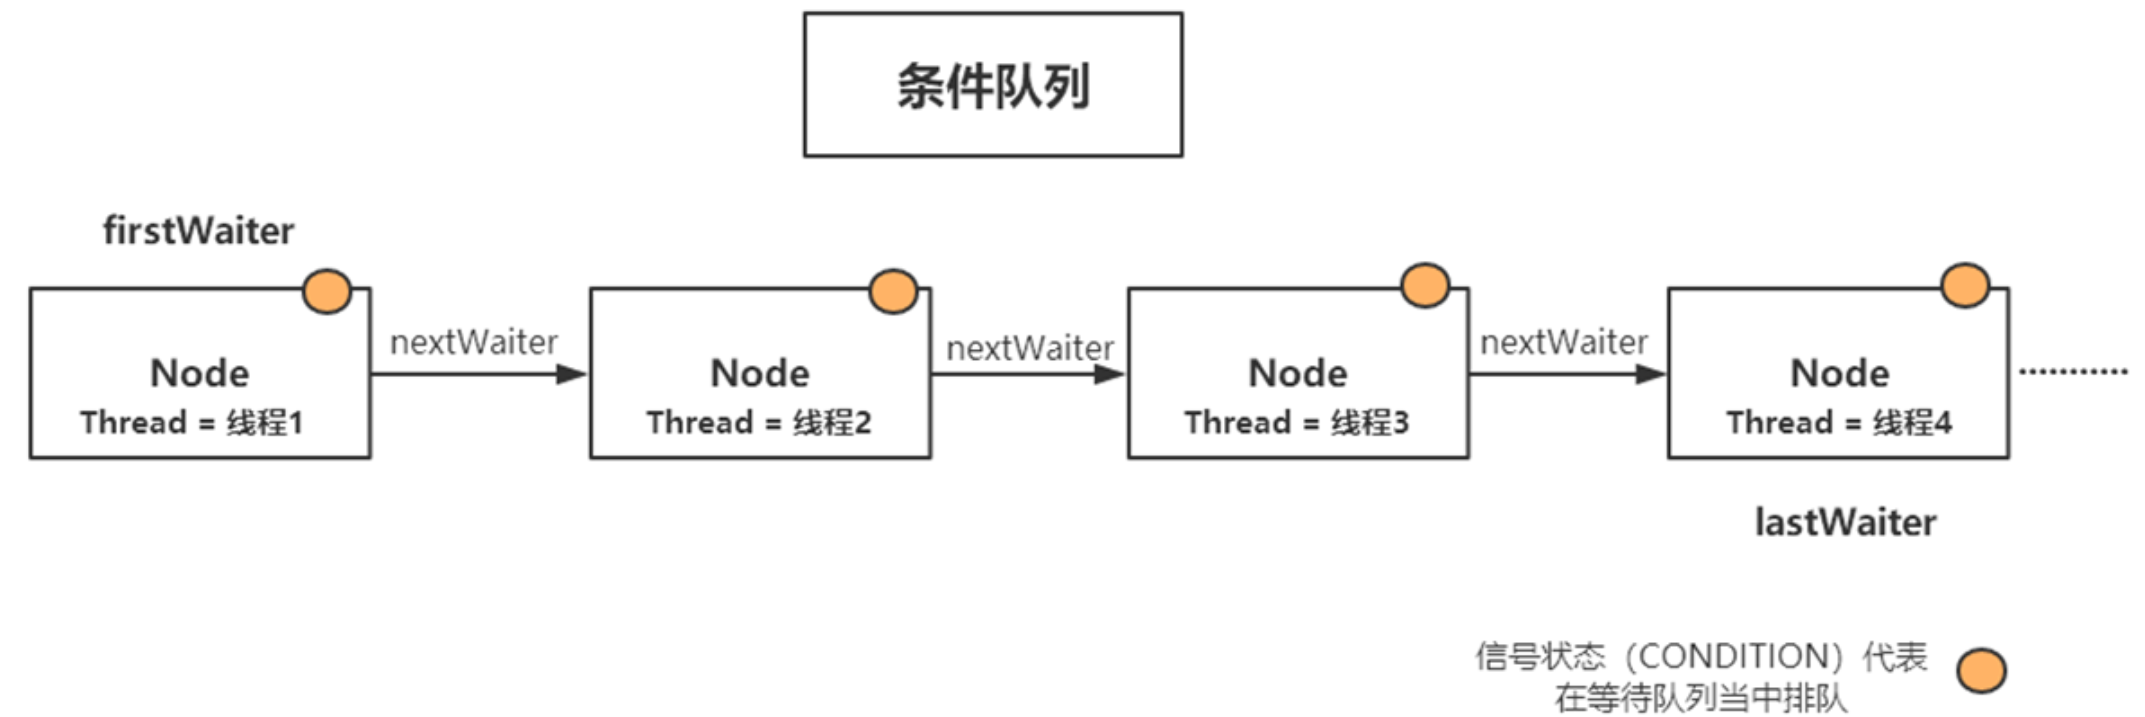 条件队列
firstWaiter
nextWaiter
nextWaiter
nextWaiter
Node
Thread = 线程1
Node
Thread = 线程2
Node
Thread = 线程3
Node
Thread = 线程4
lastWaiter
信号状态（CONDITION）代表
在等待队列当中排队